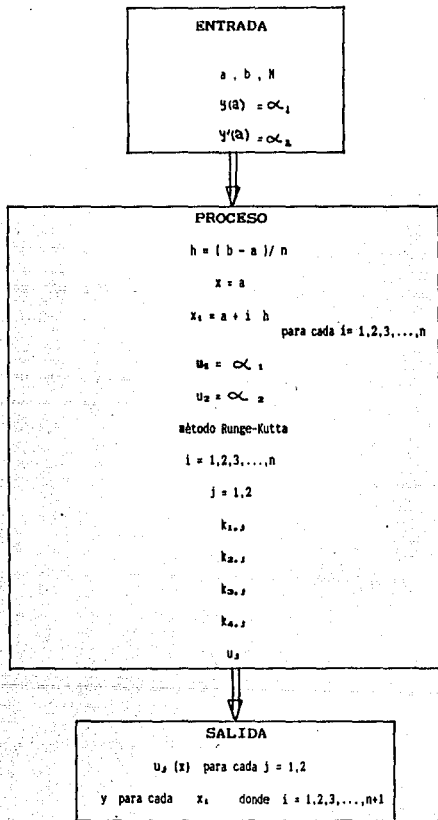 ENTRADA
a , b , N
y(a) = α₁
y'(a) = α₂
PROCESO
h = ( b - a )/ n
x = a
xᵢ = a + i h
para cada i= 1,2,3,...,n
u₁ = α ₁
u₂ = α ₂
método Runge-Kutta
i = 1,2,3,...,n
j = 1,2
k₁,ⱼ
k₂,ⱼ
k₃,ⱼ
k₄,ⱼ
uⱼ
SALIDA
uⱼ (x) para cada j = 1,2
y para cada xᵢ donde i = 1,2,3,...,n+1